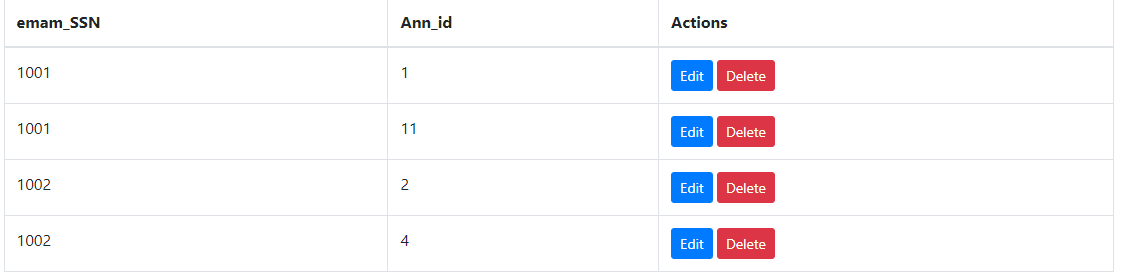 emam_SSN Ann_id Actions
1001 1 Edit Delete
1001 11 Edit Delete
1002 2 Edit Delete
1002 4 Edit Delete